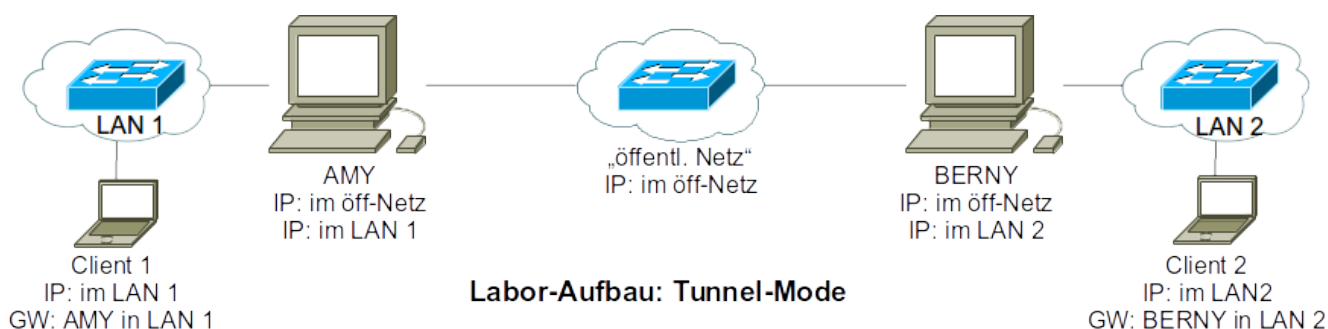 LAN 1
AMY
IP: im öff-Netz
IP: im LAN 1
„öffentl. Netz“
IP: im öff-Netz
BERNY
IP: im öff-Netz
IP: im LAN 2
LAN 2
Client 1
IP: im LAN 1
GW: AMY in LAN 1
Labor-Aufbau: Tunnel-Mode
Client 2
IP: im LAN2
GW: BERNY in LAN 2